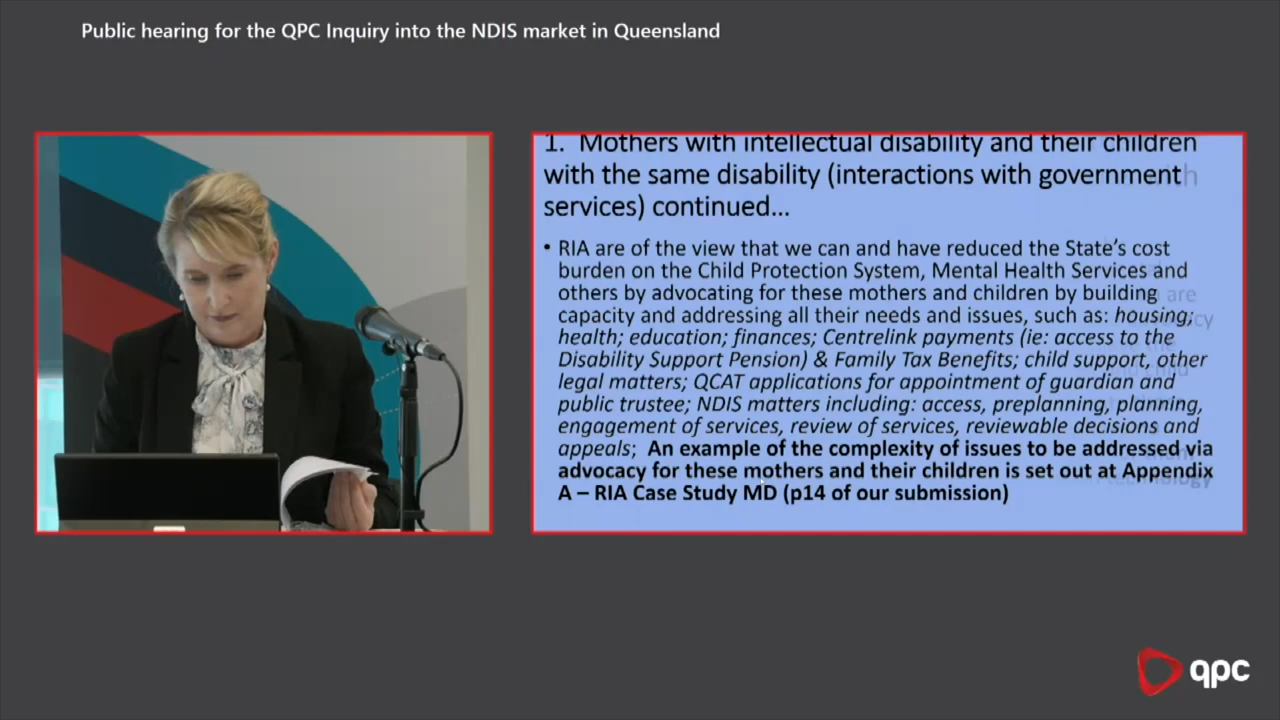 Public hearing for the QPC Inquiry into the NDIS market in Queensland
1. Mothers with intellectual disability and their children
with the same disability (interactions with government
services) continued...
• RIA are of the view that we can and have reduced the State's cost
burden on the Child Protection System, Mental Health Services and
others by advocating for these mothers and children by building
capacity and addressing all their needs and issues, such as: housing;
health; education; finances; Centrelink payments (ie: access to the
Disability Support Pension) & Family Tax Benefits; child support, other
legal matters; QCAT applications for appointment of guardian and
public trustee; NDIS matters including: access, preplanning, planning,
engagement of services, review of services, reviewable decisions and
appeals; An example of the complexity of issues to be addressed via
advocacy for these mothers and their children is set out at Appendix
A – RIA Case Study MD (p14 of our submission)
qpc